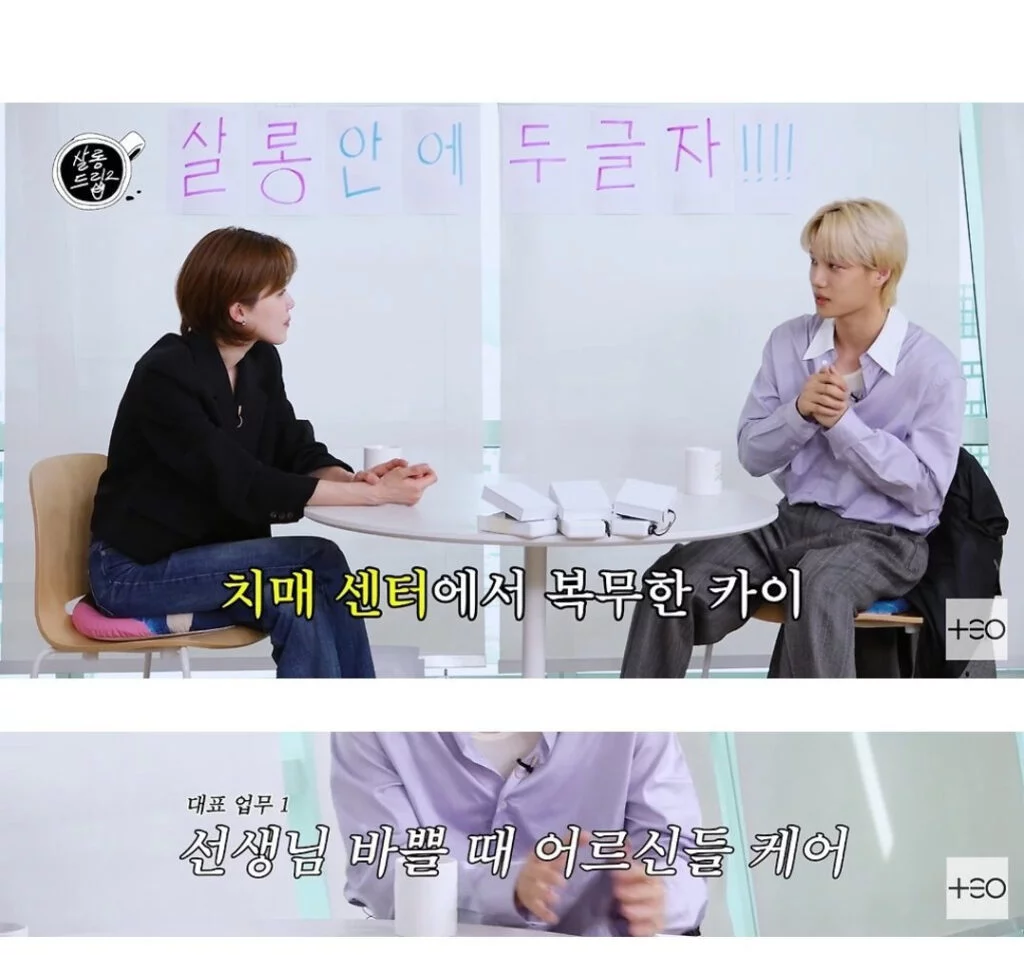 살롱
드립2
살롱안에 두글자!!!!
치매 센터에서 복무한 카이
TEO
대표 업무 1
선생님 바쁠 때 어르신들 케어
TEO